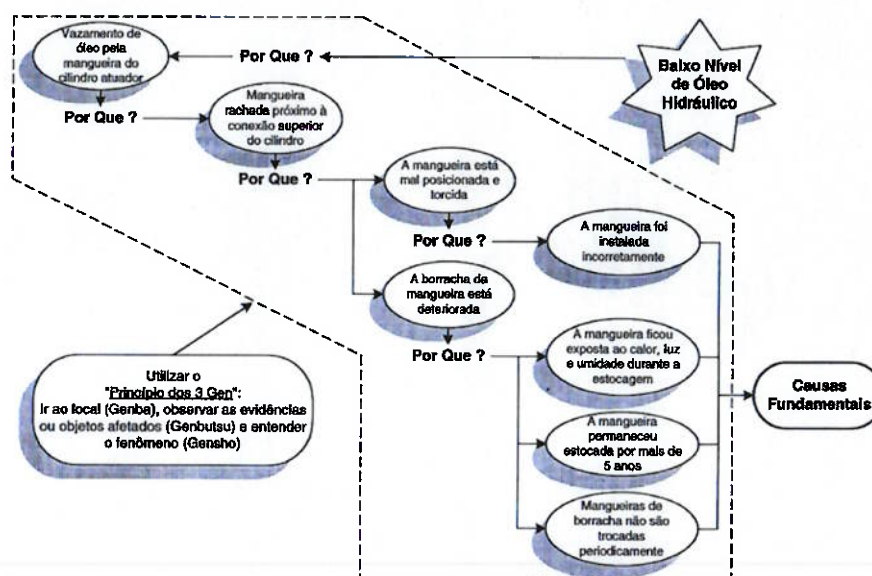 Vazamento de
óleo pela
mangueira do
cilindro atuador
Por Que ?
Baixo Nível
de Óleo
Hidráulico
Por Que ?
Mangueira
rachada próximo à
conexão superior
do cilindro
Por Que ?
A mangueira está
mal posicionada e
torcida
Por Que ?
A mangueira foi
instalada
incorretamente
A borracha da
mangueira está
deteriorada
Por Que ?
A mangueira ficou
exposta ao calor, luz
e umidade durante a
estocagem
A mangueira
permaneceu
estocada por mais de
5 anos
Mangueiras de
borracha não são
trocadas
periodicamente
Causas
Fundamentais
Utilizar o
"Princípio dos 3 Gen":
Ir ao local (Genba), observar as evidências
ou objetos afetados (Genbutsu) e entender
o fenômeno (Gensho)